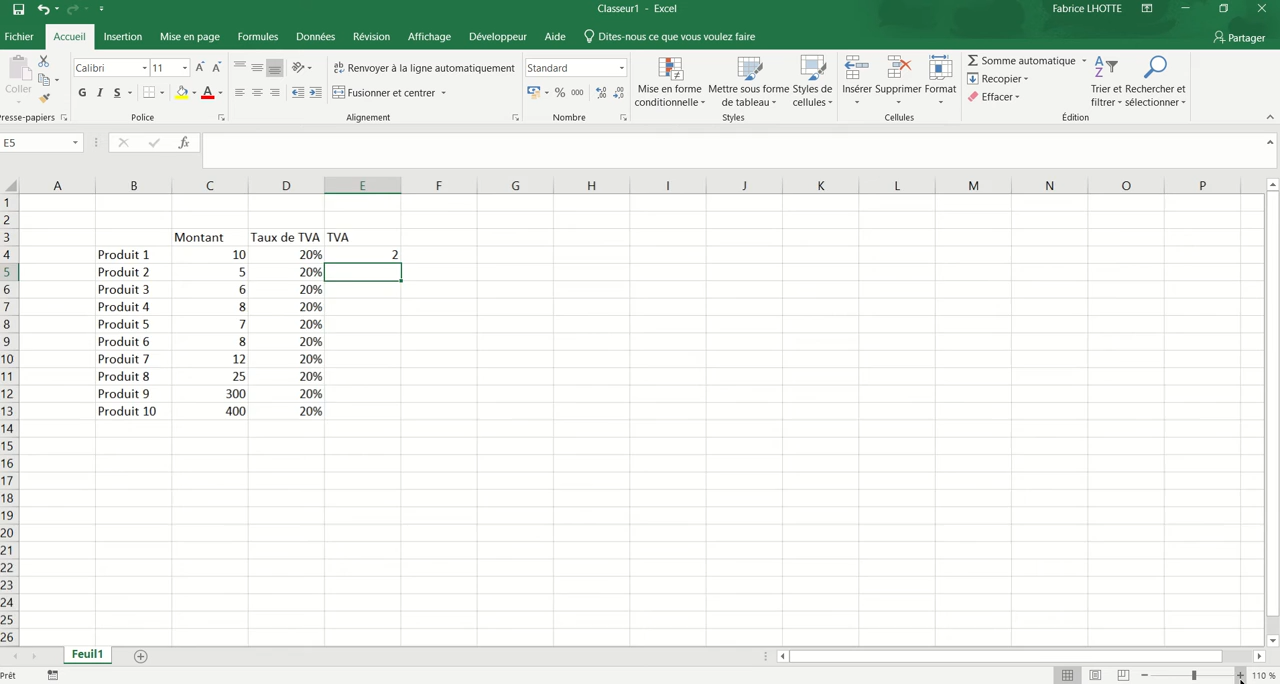 Classeur1 - Excel
Fabrice LHOTTE
Fichier Accueil Insertion Mise en page Formules Données Révision Affichage Développeur Aide Dites-nous ce que vous voulez faire Partager
Coller
Calibri 11
G I S A
Renvoyer à la ligne automatiquement
Fusionner et centrer
Standard
% 000
Mise en forme conditionnelle
Mettre sous forme de tableau
Styles de cellules
Insérer Supprimer Format
Somme automatique
Recopier
Effacer
Trier et filtrer
Rechercher et sélectionner
resse-papiers Police Alignement Nombre Styles Cellules Édition
E5 fx
A B C D E F G H I J K L M N O P
1
2
3 Montant Taux de TVA TVA
4 Produit 1 10 20% 2
5 Produit 2 5 20%
6 Produit 3 6 20%
7 Produit 4 8 20%
8 Produit 5 7 20%
9 Produit 6 8 20%
10 Produit 7 12 20%
11 Produit 8 25 20%
12 Produit 9 300 20%
13 Produit 10 400 20%
14
15
16
17
18
19
20
21
22
23
24
25
26
Feuil1
Prêt
110 %